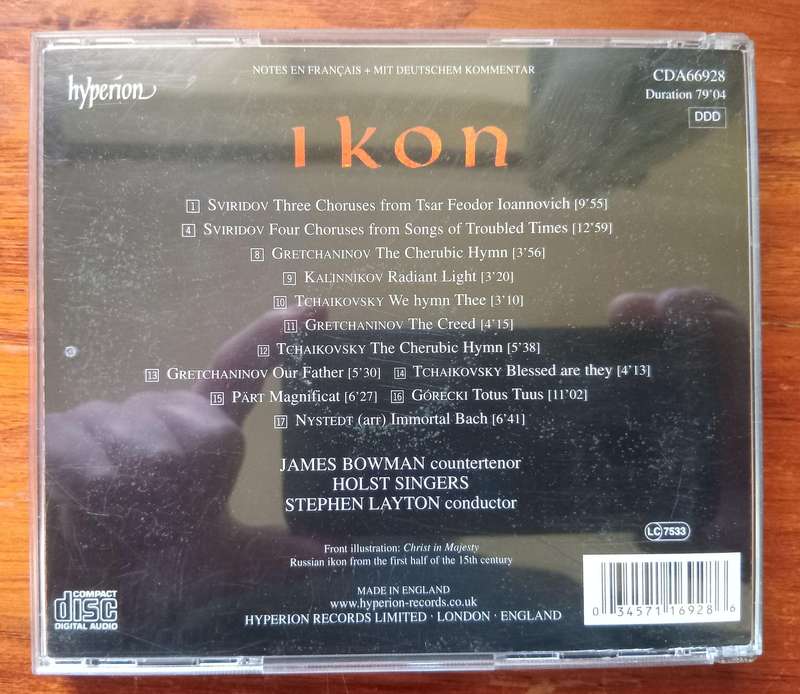 NOTES EN FRANÇAIS + MIT DEUTSCHEM KOMMENTAR
hyperion
CDA66928
Duration 79'04
DDD
ikon
1 SVIRIDOV Three Choruses from Tsar Feodor Ioannovich [9'55]
4 SVIRIDOV Four Choruses from Songs of Troubled Times [12'59]
8 GRETCHANINOV The Cherubic Hymn [3'56]
9 KALINNIKOV Radiant Light [3'20]
10 TCHAIKOVSKY We hymn Thee [3'10]
11 GRETCHANINOV The Creed [4'15]
12 TCHAIKOVSKY The Cherubic Hymn [5'38]
13 GRETCHANINOV Our Father [5'30] 14 TCHAIKOVSKY Blessed are they [4'13]
15 PÄRT Magnificat [6'27] 16 GÓRECKI Totus Tuus [11'02]
17 NYSTEDT (arr) Immortal Bach [6'41]
JAMES BOWMAN countertenor
HOLST SINGERS
STEPHEN LAYTON conductor
LC 7533
Front illustration: Christ in Majesty
Russian ikon from the first half of the 15th century
MADE IN ENGLAND
www.hyperion-records.co.uk
HYPERION RECORDS LIMITED · LONDON · ENGLAND
COMPACT
disc
DIGITAL AUDIO
0 34571 16928 6